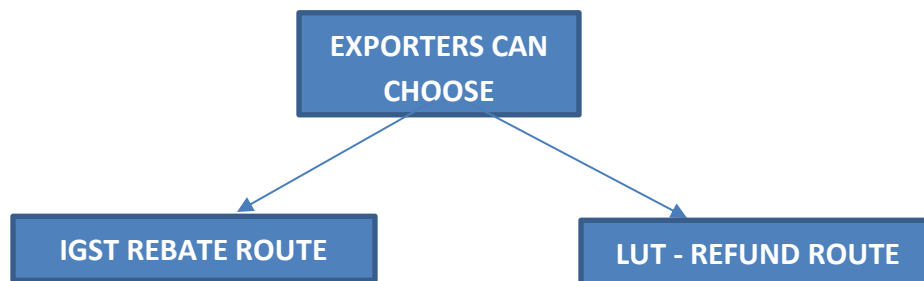 EXPORTERS CAN
CHOOSE
IGST REBATE ROUTE
LUT - REFUND ROUTE